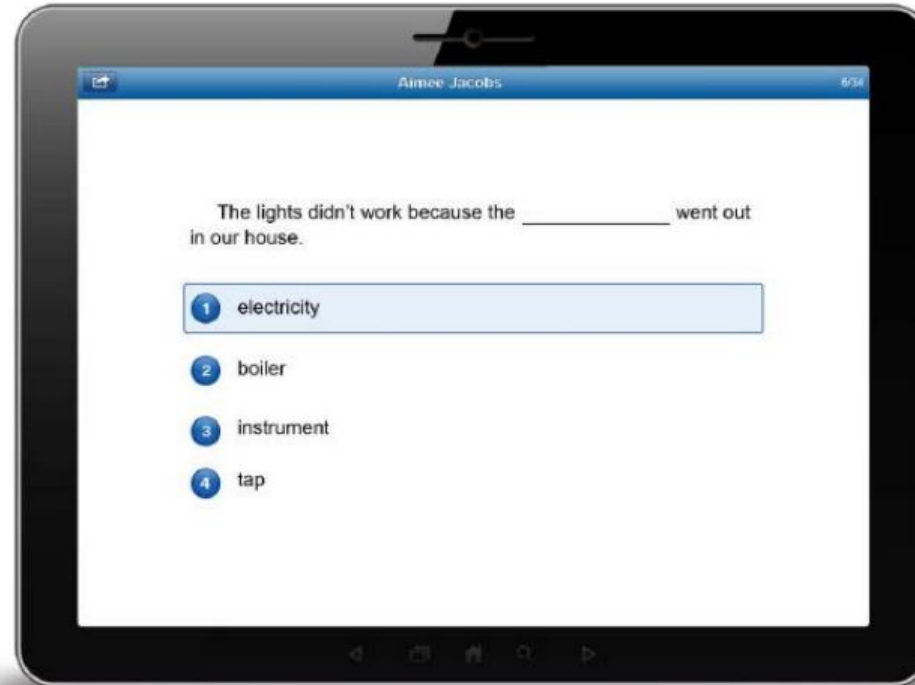 Aimee Jacobs
The lights didn't work because the ______________ went out
in our house.
1 electricity
2 boiler
3 instrument
4 tap